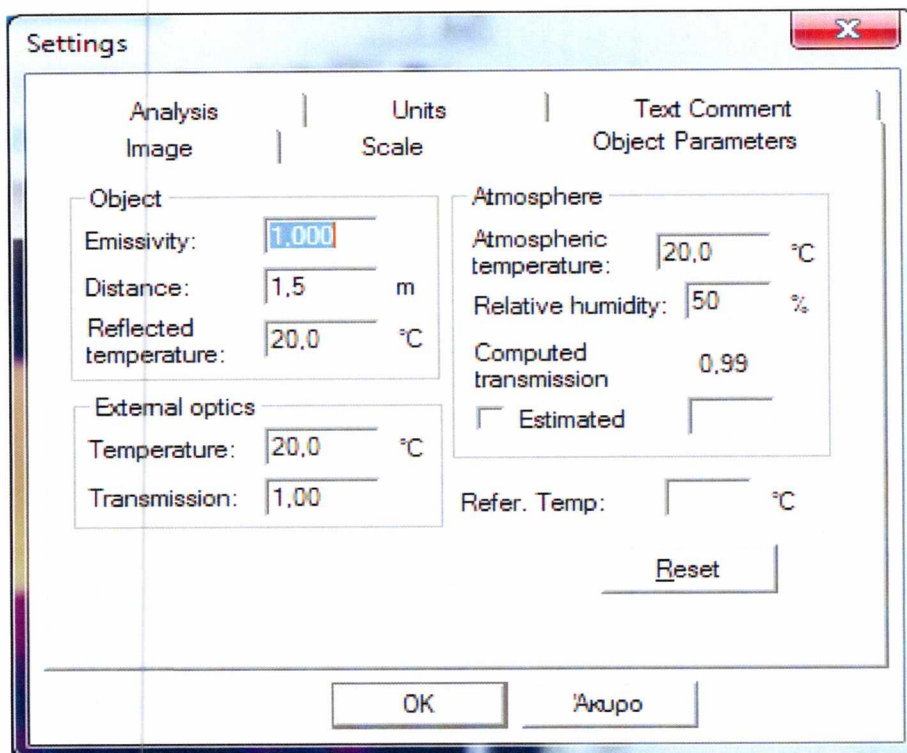 Settings
Analysis Units Text Comment
Image Scale Object Parameters
Object
Emissivity: 1,000
Distance: 1,5 m
Reflected temperature: 20,0 °C
External optics
Temperature: 20,0 °C
Transmission: 1,00
Atmosphere
Atmospheric temperature: 20,0 °C
Relative humidity: 50 %
Computed transmission 0,99
Estimated
Refer. Temp: °C
Reset
OK Άκυρο